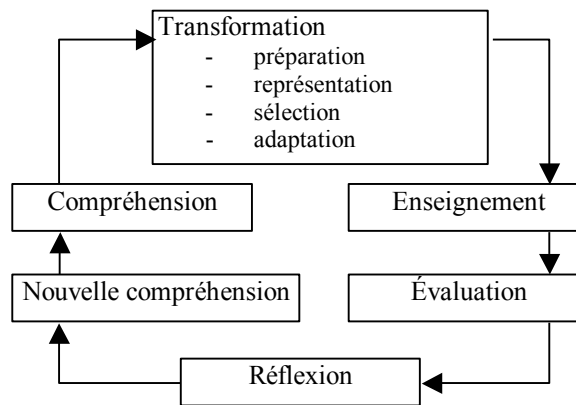 Transformation
- préparation
- représentation
- sélection
- adaptation
Compréhension
Enseignement
Nouvelle compréhension
Évaluation
Réflexion